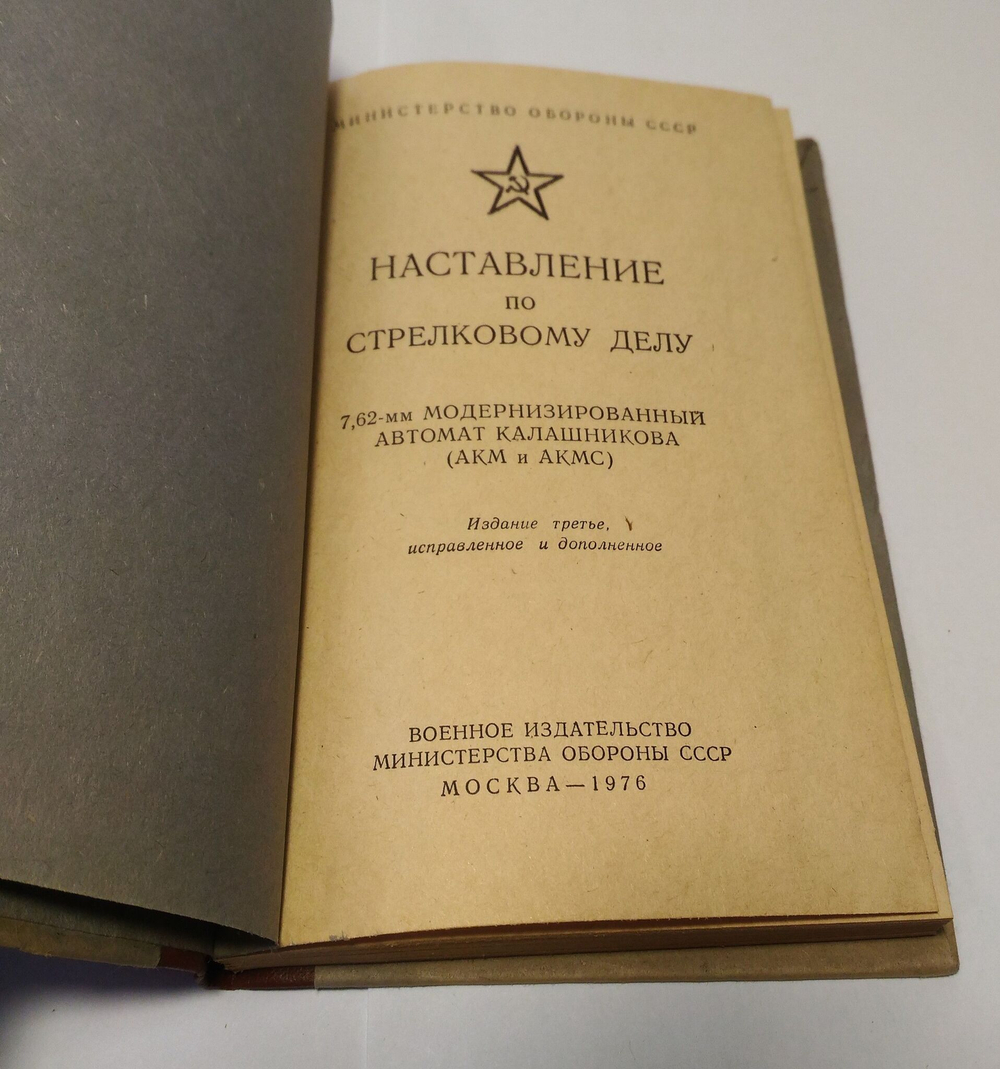 МИНИСТЕРСТВО ОБОРОНЫ СССР
НАСТАВЛЕНИЕ
ПО
СТРЕЛКОВОМУ ДЕЛУ
7,62-мм МОДЕРНИЗИРОВАННЫЙ
АВТОМАТ КАЛАШНИКОВА
(АКМ и АКМС)
Издание третье,
исправленное и дополненное
ВОЕННОЕ ИЗДАТЕЛЬСТВО
МИНИСТЕРСТВА ОБОРОНЫ СССР
МОСКВА — 1976